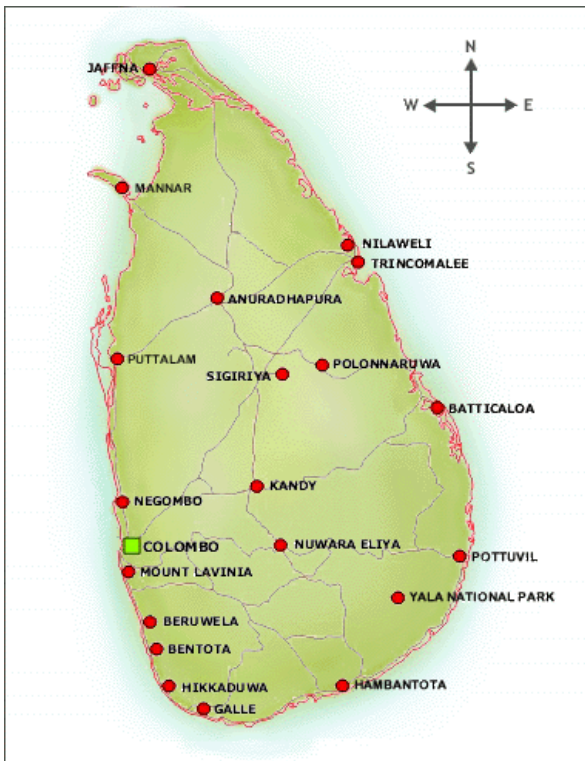 N
JAFFNA
W E
S
MANNAR
NILAWELI
TRINCOMALEE
ANURADHAPURA
PUTTALAM
POLONNARUWA
SIGIRIYA
BATTICALOA
KANDY
NEGOMBO
COLOMBO
NUWARA ELIYA
POTTUVIL
MOUNT LAVINIA
YALA NATIONAL PARK
BERUWELA
BENTOTA
HIKKADUWA
HAMBANTOTA
GALLE